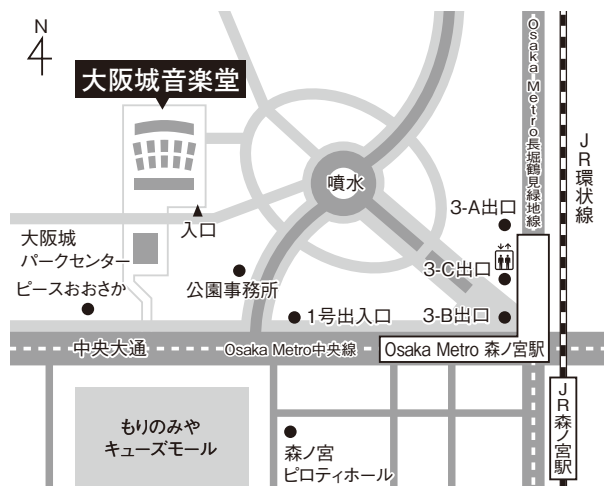 N
大阪城音楽堂
Osaka Metro長堀鶴見緑地線
JR環状線
噴水
3-A出口
入口
大阪城
パークセンター
3-C出口
公園事務所
ピースおおさか
1号出入口
3-B出口
中央大通
Osaka Metro中央線
Osaka Metro 森ノ宮駅
JR森ノ宮駅
もりのみや
キューズモール
森ノ宮
ピロティホール